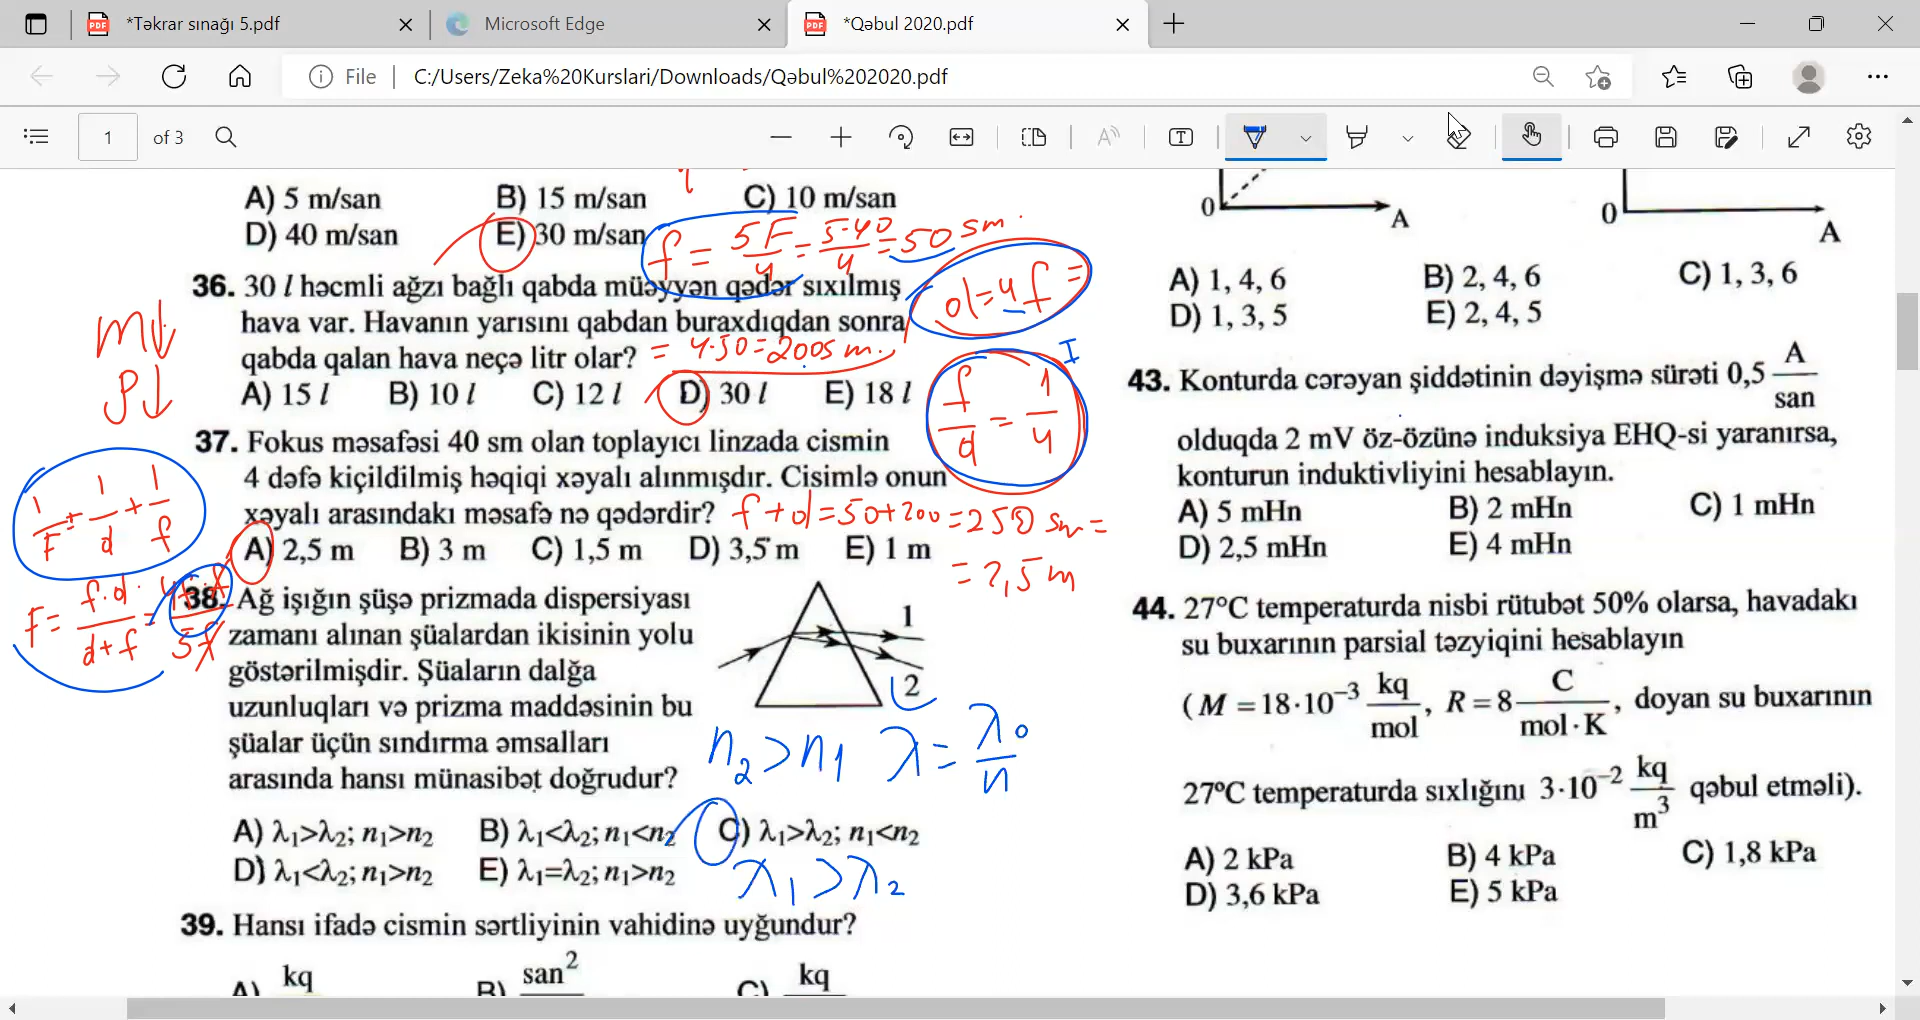 *Təkrar sınağı 5.pdf
Microsoft Edge
*Qəbul 2020.pdf
File
C:/Users/Zeka%20Kurslari/Downloads/Qəbul%202020.pdf
1 of 3
A) 5 m/san B) 15 m/san C) 10 m/san
D) 40 m/san E) 30 m/san
f = 5F/4 = 5·40/4 = 50 sm
36. 30 l həcmli ağzı bağlı qabda müəyyən qədər sıxılmış
hava var. Havanın yarısını qabdan buraxdıqdan sonra
qabda qalan hava neçə litr olar?
A) 15 l B) 10 l C) 12 l D) 30 l E) 18 l
m↓
ρ↓
d=4f=
= 4·50=200sm.
f/d = 1/4
I
37. Fokus məsafəsi 40 sm olan toplayıcı linzada cismin
4 dəfə kiçildilmiş həqiqi xəyalı alınmışdır. Cisimlə onun
xəyalı arasındakı məsafə nə qədərdir?
f+d=50+200=250 sm=
= 2,5 m
A) 2,5 m B) 3 m C) 1,5 m D) 3,5 m E) 1 m
1/F = 1/d + 1/f
F = f·d/d+f =
38. Ağ işığın şüşə prizmada dispersiyası
zamanı alınan şüalardan ikisinin yolu
göstərilmişdir. Şüaların dalğa
uzunluqları və prizma maddəsinin bu
şüalar üçün sındırma əmsalları
arasında hansı münasibət doğrudur?
1
2
n₂>n₁ λ=λ₀/n
A) λ₁>λ₂; n₁>n₂ B) λ₁<λ₂; n₁<n₂ C) λ₁>λ₂; n₁<n₂
D) λ₁<λ₂; n₁>n₂ E) λ₁=λ₂; n₁>n₂
λ₁>λ₂
39. Hansı ifadə cismin sərtliyinin vahidinə uyğundur?
A) kq B) san² C) kq
0 A
0 A
A) 1, 4, 6 B) 2, 4, 6 C) 1, 3, 6
D) 1, 3, 5 E) 2, 4, 5
43. Konturda cərəyan şiddətinin dəyişmə sürəti 0,5 A/san
olduqda 2 mV öz-özünə induksiya EHQ-si yaranırsa,
konturun induktivliyini hesablayın.
A) 5 mHn B) 2 mHn C) 1 mHn
D) 2,5 mHn E) 4 mHn
44. 27°C temperaturda nisbi rütubət 50% olarsa, havadakı
su buxarının parsial təzyiqini hesablayın
(M=18·10⁻³ kq/mol, R=8 C/mol·K, doyan su buxarının
27°C temperaturda sıxlığını 3·10⁻² kq/m³ qəbul etməli).
A) 2 kPa B) 4 kPa C) 1,8 kPa
D) 3,6 kPa E) 5 kPa